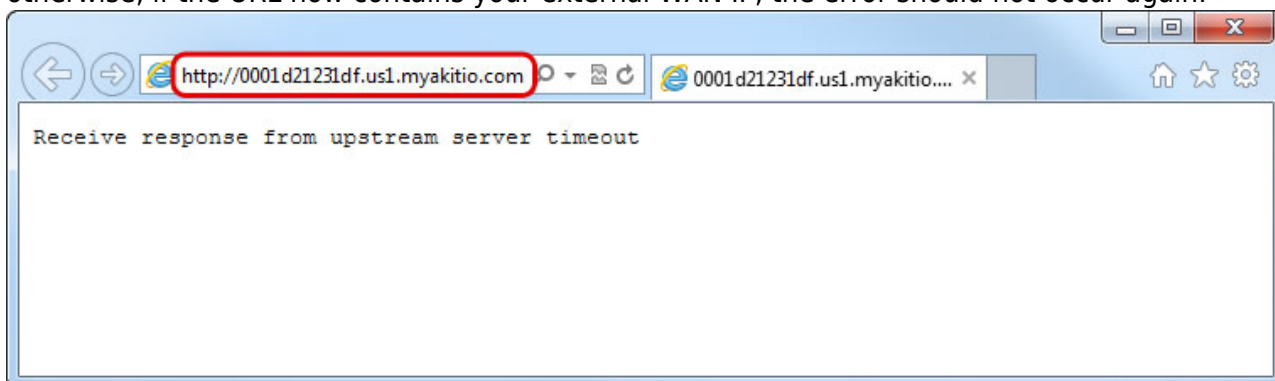 otherwise, if the URL now contains your external WAN IP, the error should not occur again.
http://0001d21231df.us1.myakitio.com
0001d21231df.us1.myakitio....
Receive response from upstream server timeout